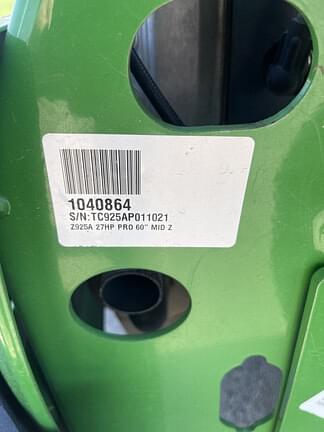 1040864
S/N:TC925AP011021
Z925A 27HP PRO 60" MID Z